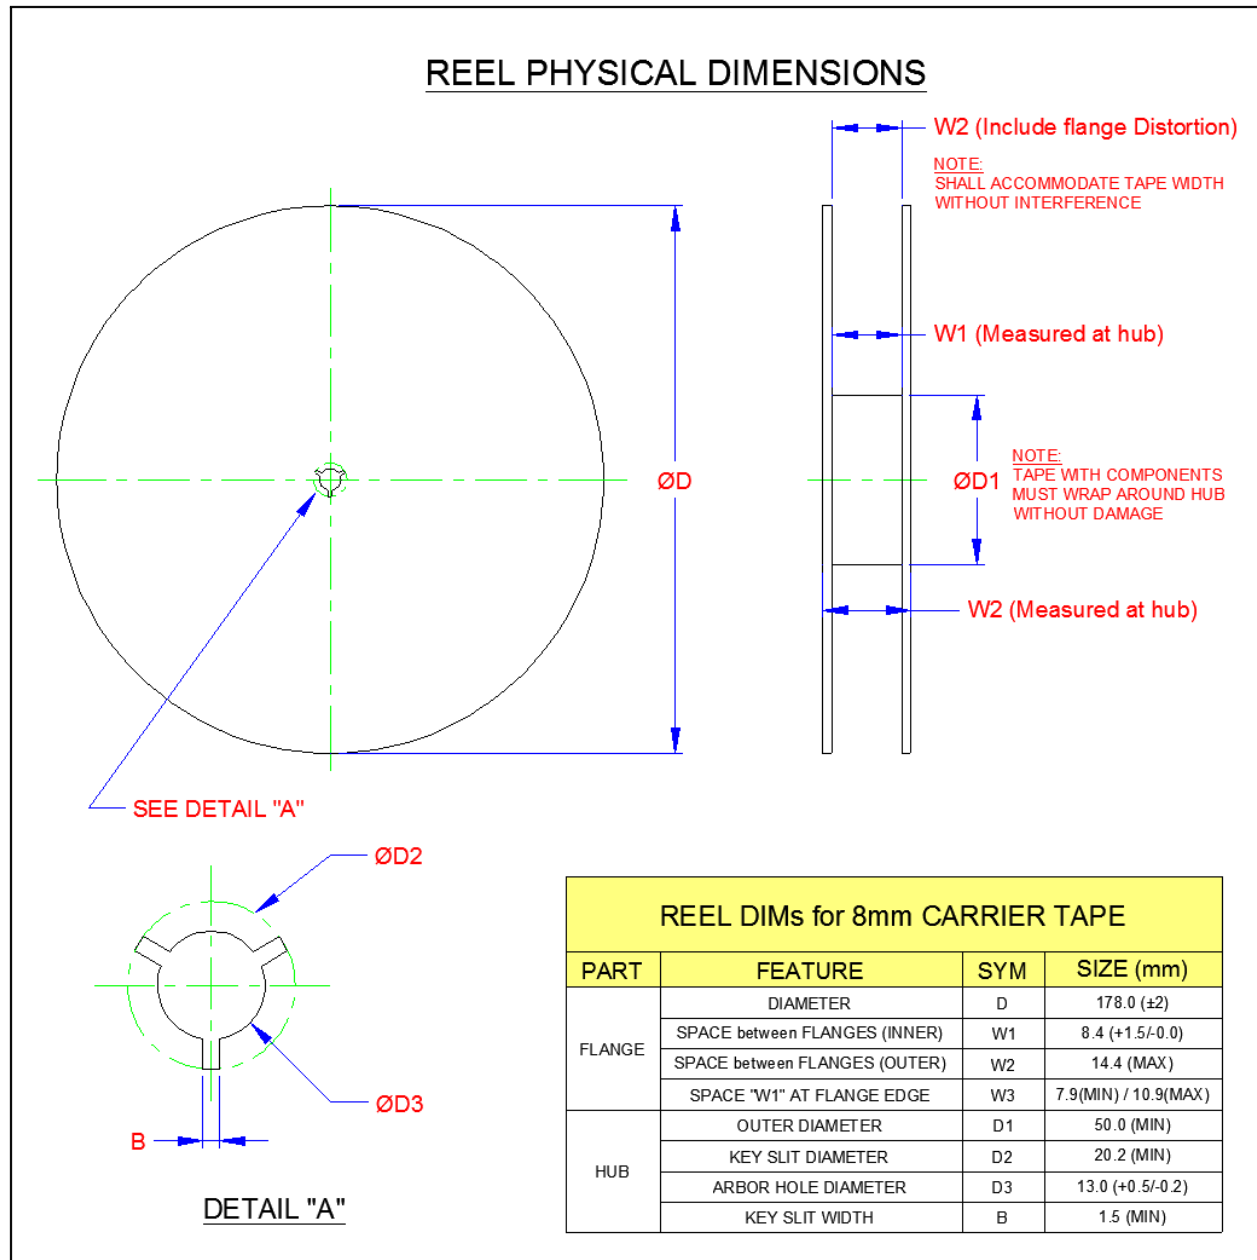 REEL PHYSICAL DIMENSIONS
W2 (Include flange Distortion)
NOTE:
SHALL ACCOMMODATE TAPE WIDTH
WITHOUT INTERFERENCE
W1 (Measured at hub)
ØD
ØD1
NOTE:
TAPE WITH COMPONENTS
MUST WRAP AROUND HUB
WITHOUT DAMAGE
W2 (Measured at hub)
SEE DETAIL "A"
ØD2
ØD3
B
DETAIL "A"
REEL DIMs for 8mm CARRIER TAPE
PART FEATURE SYM SIZE (mm)
FLANGE
DIAMETER D 178.0 (±2)
SPACE between FLANGES (INNER) W1 8.4 (+1.5/-0.0)
SPACE between FLANGES (OUTER) W2 14.4 (MAX)
SPACE "W1" AT FLANGE EDGE W3 7.9(MIN) / 10.9(MAX)
HUB
OUTER DIAMETER D1 50.0 (MIN)
KEY SLIT DIAMETER D2 20.2 (MIN)
ARBOR HOLE DIAMETER D3 13.0 (+0.5/-0.2)
KEY SLIT WIDTH B 1.5 (MIN)